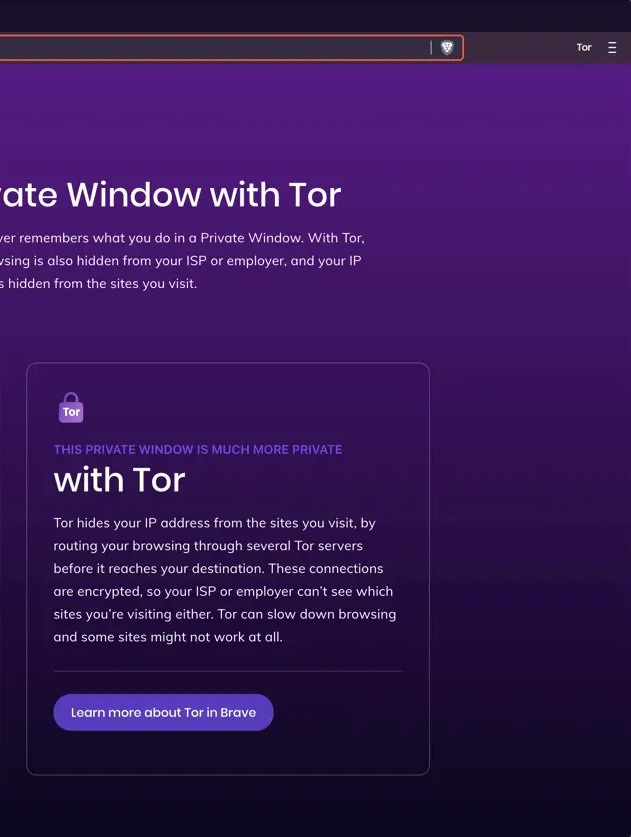 Tor
vate Window with Tor
ver remembers what you do in a Private Window. With Tor,
wsing is also hidden from your ISP or employer, and your IP
s hidden from the sites you visit.
Tor
THIS PRIVATE WINDOW IS MUCH MORE PRIVATE
with Tor
Tor hides your IP address from the sites you visit, by
routing your browsing through several Tor servers
before it reaches your destination. These connections
are encrypted, so your ISP or employer can’t see which
sites you’re visiting either. Tor can slow down browsing
and some sites might not work at all.
Learn more about Tor in Brave